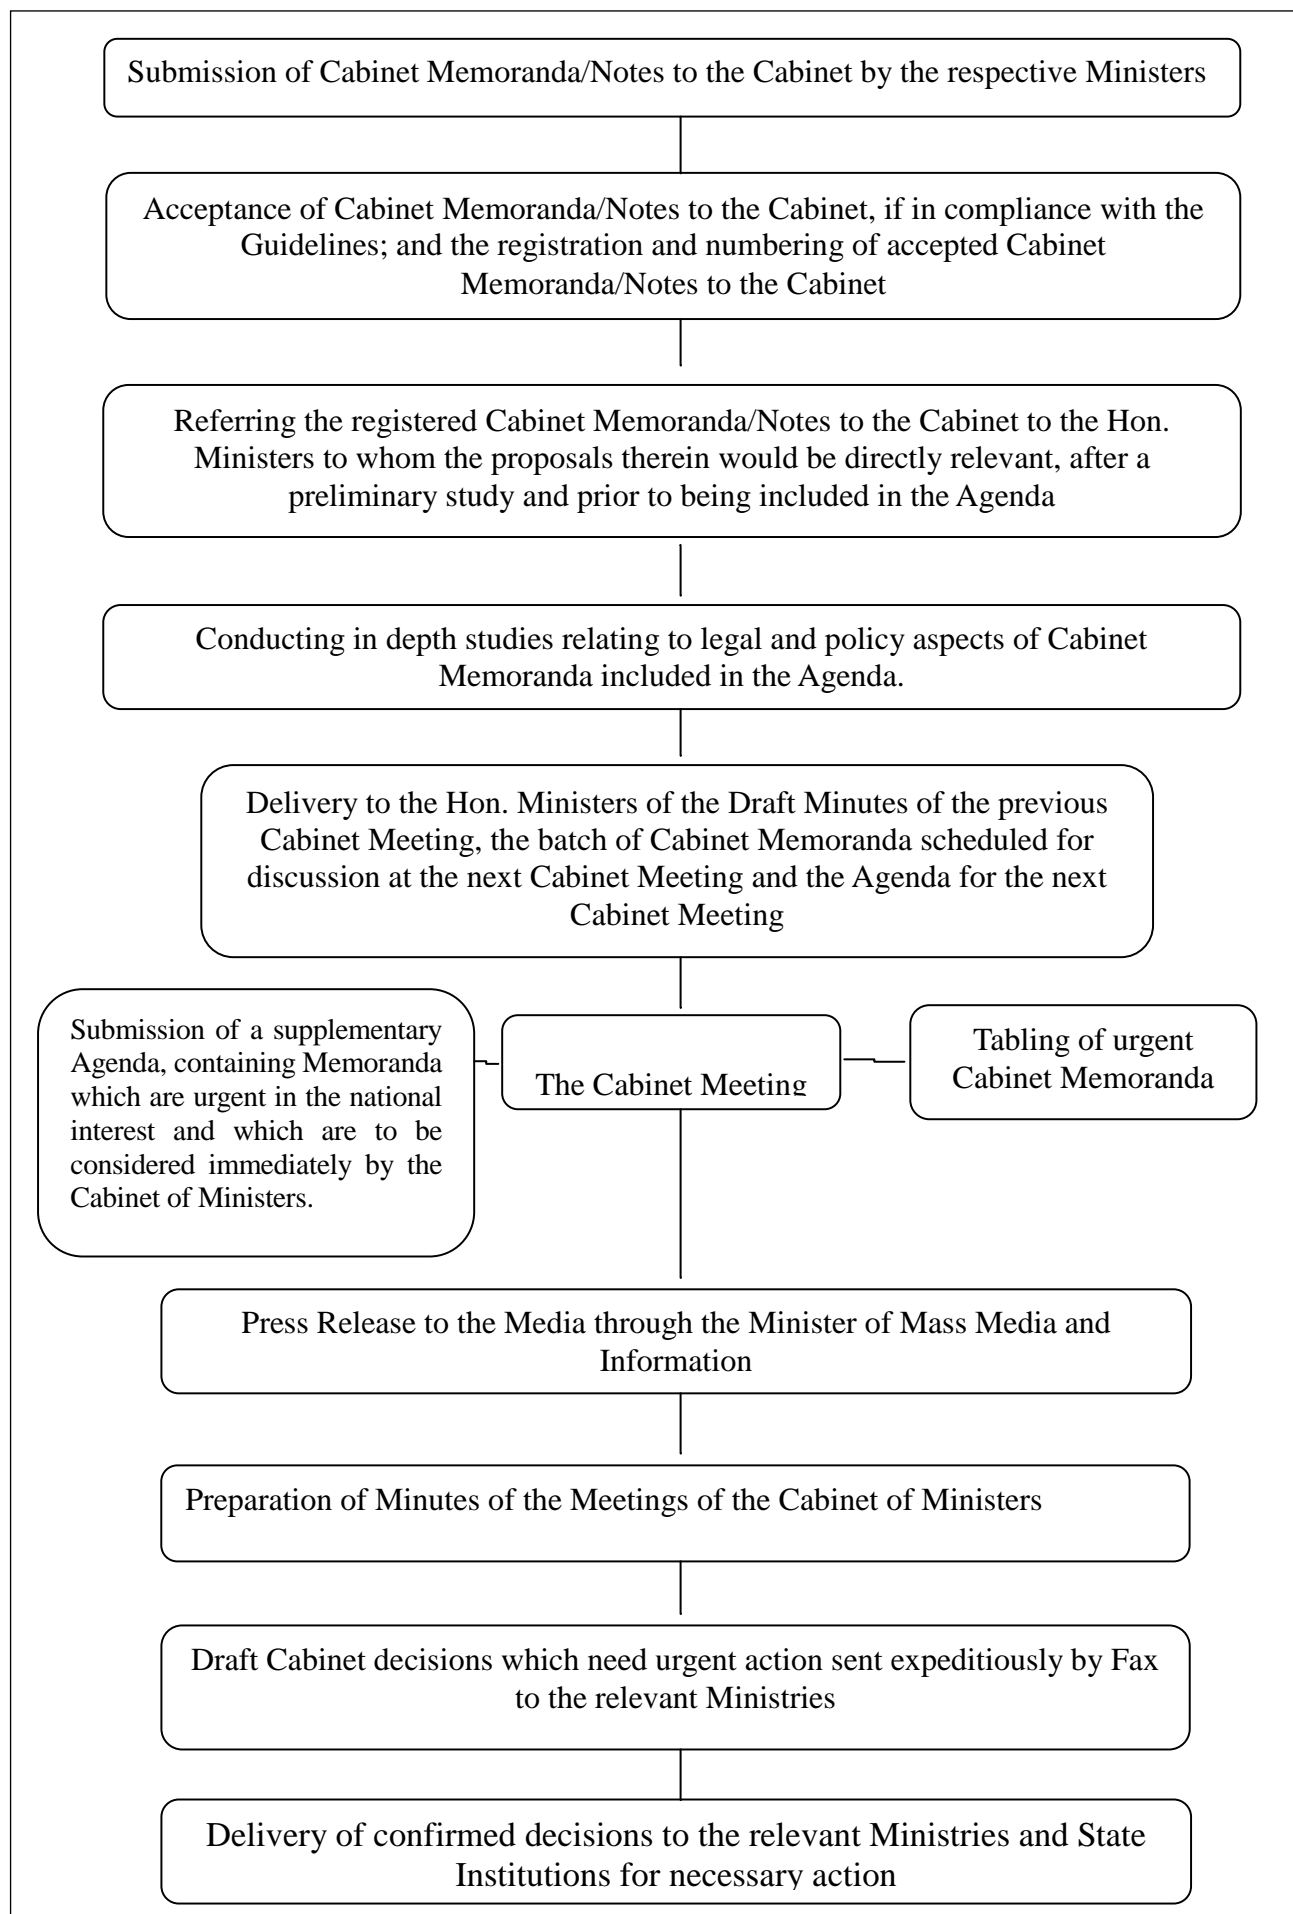 Submission of Cabinet Memoranda/Notes to the Cabinet by the respective Ministers
Acceptance of Cabinet Memoranda/Notes to the Cabinet, if in compliance with the
Guidelines; and the registration and numbering of accepted Cabinet
Memoranda/Notes to the Cabinet
Referring the registered Cabinet Memoranda/Notes to the Cabinet to the Hon.
Ministers to whom the proposals therein would be directly relevant, after a
preliminary study and prior to being included in the Agenda
Conducting in depth studies relating to legal and policy aspects of Cabinet
Memoranda included in the Agenda.
Delivery to the Hon. Ministers of the Draft Minutes of the previous
Cabinet Meeting, the batch of Cabinet Memoranda scheduled for
discussion at the next Cabinet Meeting and the Agenda for the next
Cabinet Meeting
Submission of a supplementary
Agenda, containing Memoranda
which are urgent in the national
interest and which are to be
considered immediately by the
Cabinet of Ministers.
The Cabinet Meeting
Tabling of urgent
Cabinet Memoranda
Press Release to the Media through the Minister of Mass Media and
Information
Preparation of Minutes of the Meetings of the Cabinet of Ministers
Draft Cabinet decisions which need urgent action sent expeditiously by Fax
to the relevant Ministries
Delivery of confirmed decisions to the relevant Ministries and State
Institutions for necessary action